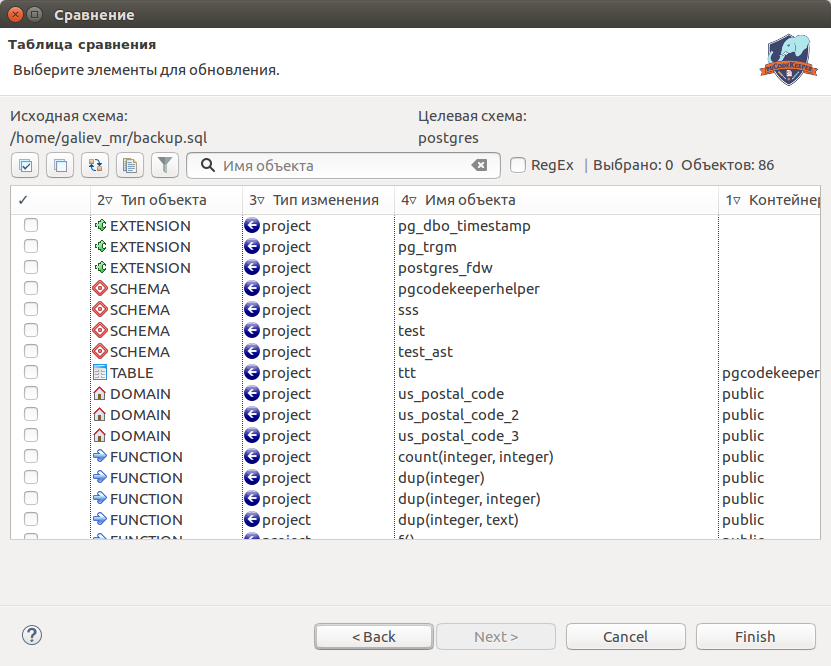 Сравнение
Таблица сравнения
Выберите элементы для обновления.
pgCodeKeeper
Исходная схема:
Целевая схема:
/home/galiev_mr/backup.sql
postgres
Имя объекта
RegEx | Выбрано: 0 Объектов: 86
✓ 2▿ Тип объекта 3▿ Тип изменения 4▿ Имя объекта 1▿ Контейнер
EXTENSION project pg_dbo_timestamp
EXTENSION project pg_trgm
EXTENSION project postgres_fdw
SCHEMA project pgcodekeeperhelper
SCHEMA project sss
SCHEMA project test
SCHEMA project test_ast
TABLE project ttt pgcodekeeper
DOMAIN project us_postal_code public
DOMAIN project us_postal_code_2 public
DOMAIN project us_postal_code_3 public
FUNCTION project count(integer, integer) public
FUNCTION project dup(integer) public
FUNCTION project dup(integer, integer) public
FUNCTION project dup(integer, text) public
FUNCTION project f() public
? < Back Next > Cancel Finish